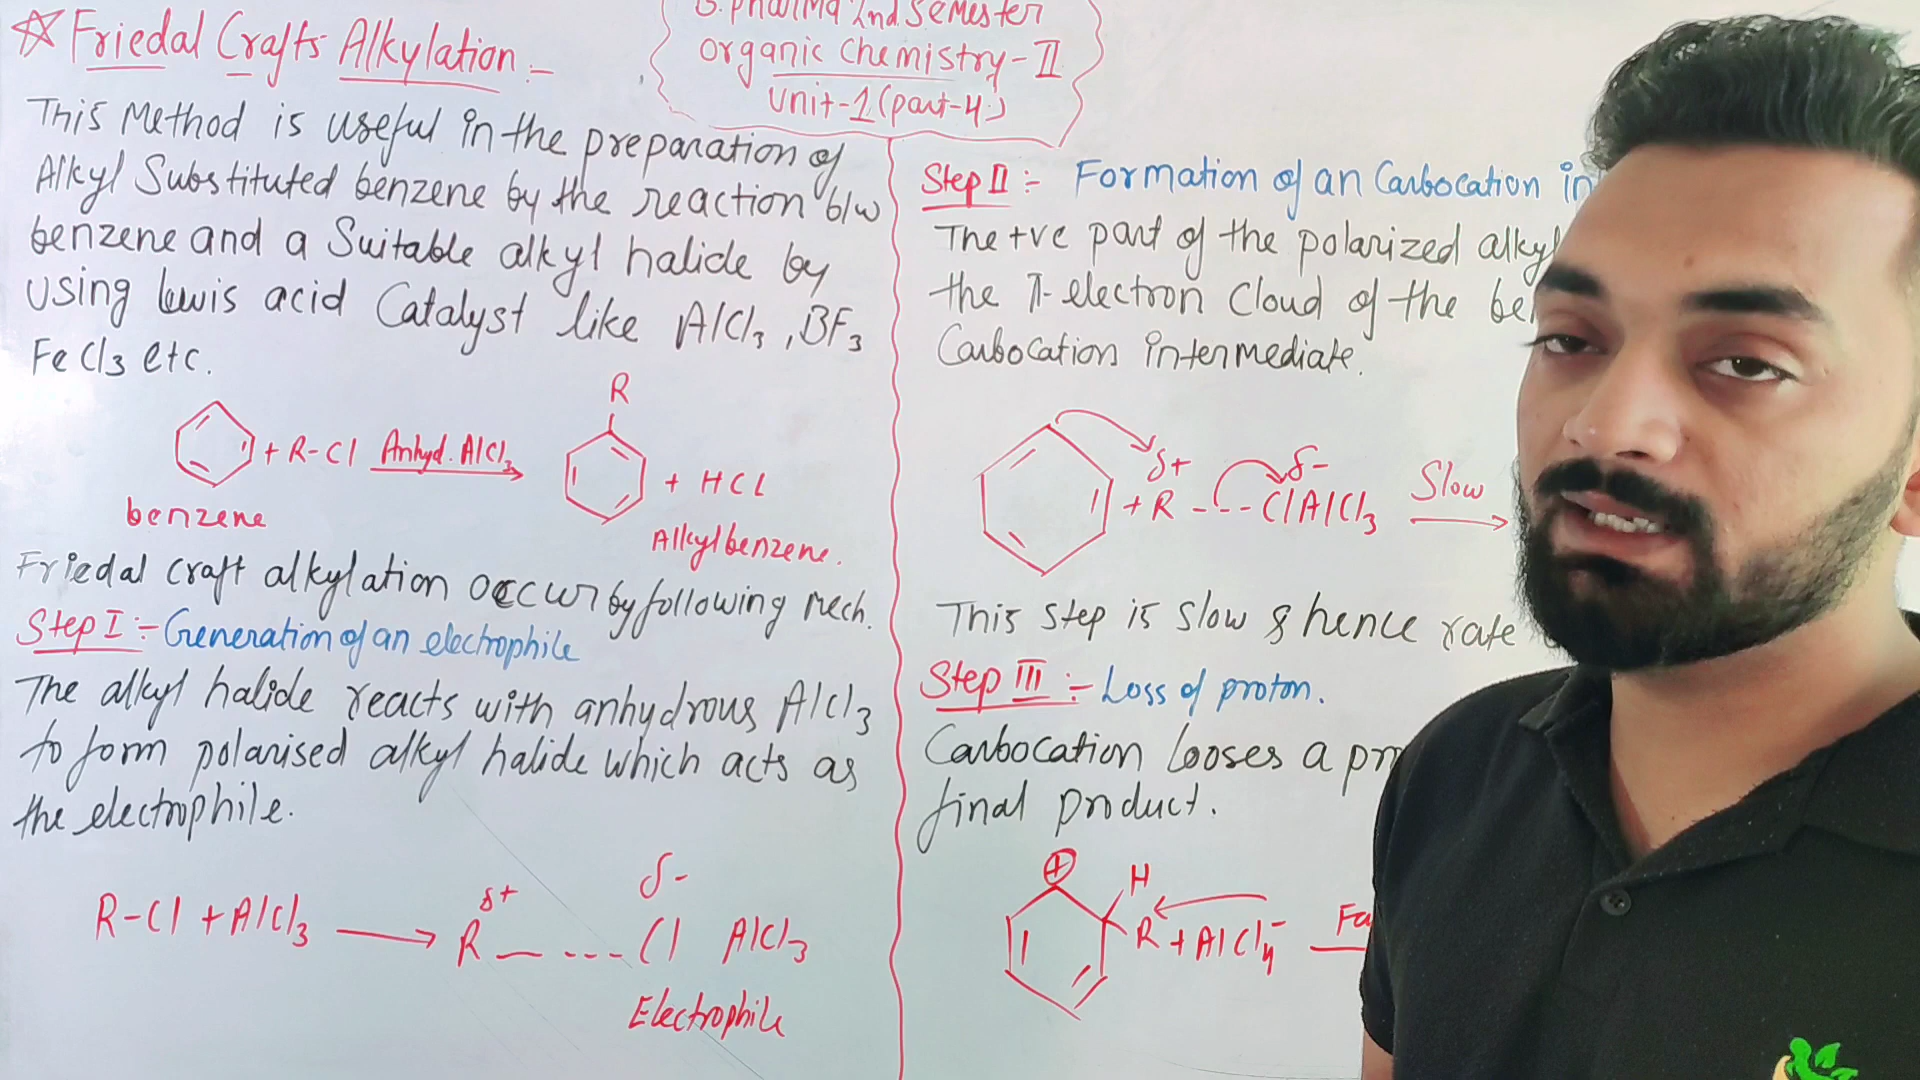 ☆ Friedal Crafts Alkylation :-
B. Pharma 2nd Semester
Organic Chemistry-II
Unit-1 (part-4)
This Method is useful in the preparation of
Alkyl Substituted benzene by the reaction b/w
benzene and a Suitable alkyl halide by
using lewis acid Catalyst like AlCl3, BF3
FeCl3 etc.
R
+ R-Cl Anhyd. AlCl3 + HCl
benzene
Alkylbenzene.
Friedal craft alkylation occur by following Mech.
Step I :- Generation of an electrophile
The alkyl halide reacts with anhydrous AlCl3
to form polarised alkyl halide which acts as
the electrophile.
R-Cl + AlCl3 → R δ+ --- Cl δ- AlCl3
Electrophile
Step II :- Formation of an Carbocation in
The +ve part of the polarized alkyl
the π-electron Cloud of the be
Carbocation intermediate.
+ R δ+ --- Cl δ- AlCl3 Slow →
This Step is Slow & hence rate
Step III :- Loss of proton.
Carbocation looses a pr
final product.
⊕ H
R + AlCl4- Fa